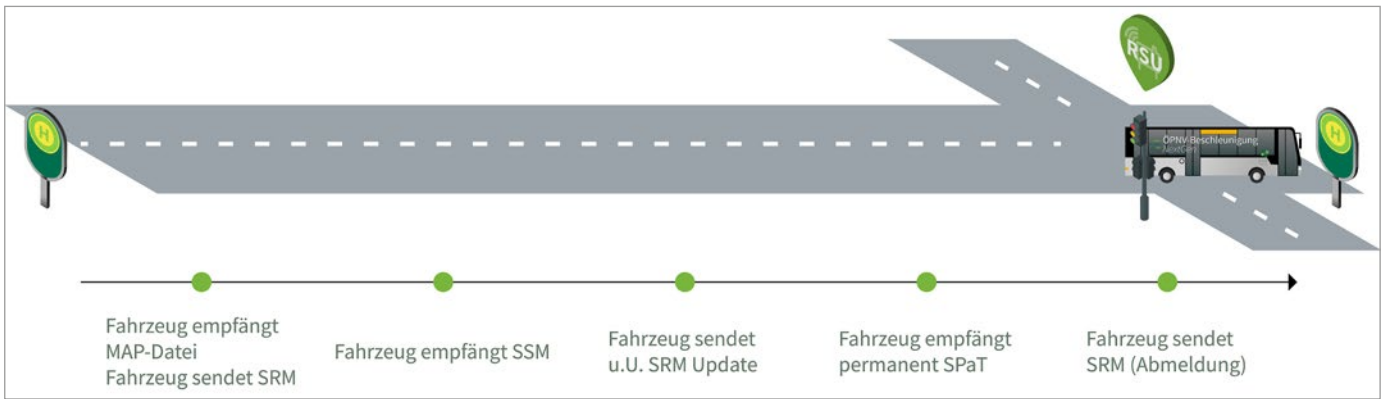 RSU
H
ÖPNV-Beschleunigung
NextGen
H
Fahrzeug empfängt
MAP-Datei
Fahrzeug sendet SRM
Fahrzeug empfängt SSM
Fahrzeug sendet
u.U. SRM Update
Fahrzeug empfängt
permanent SPaT
Fahrzeug sendet
SRM (Abmeldung)